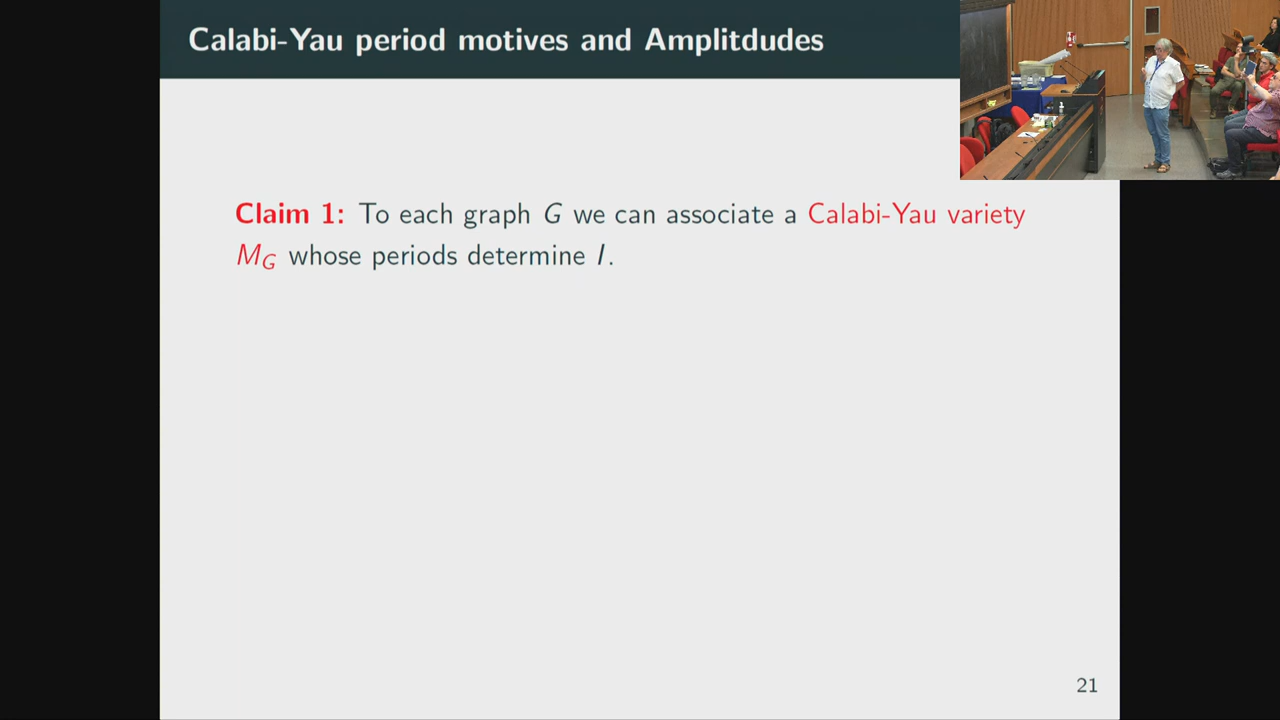 Calabi-Yau period motives and Amplitdudes
Claim 1: To each graph G we can associate a Calabi-Yau variety
M_G whose periods determine I.
21